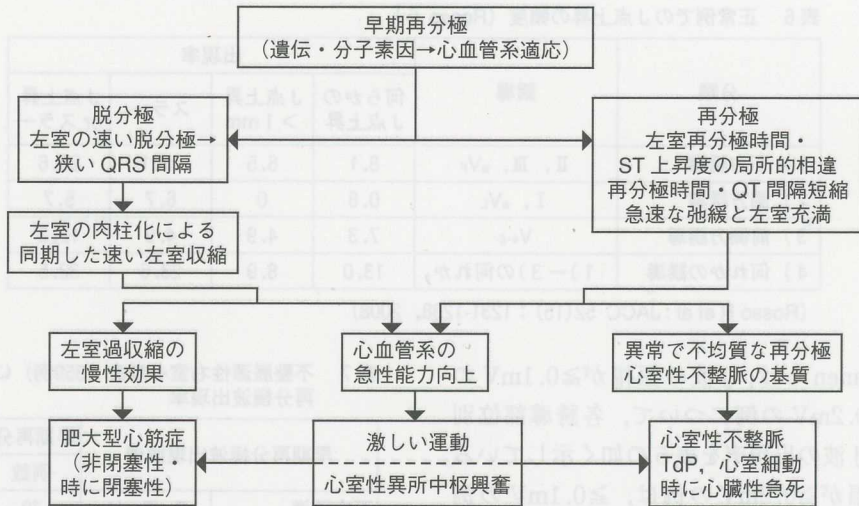 早期再分極
（遺伝・分子素因→心血管系適応）
脱分極
左室の速い脱分極
狭い QRS 間隔
再分極
左室再分極時間・
ST 上昇度の局所的相違
再分極時間・QT 間隔短縮
急速な弛緩と左室充満
左室の肉柱化による
同期した速い左室収縮
左室過収縮の
慢性効果
心血管系の
急性能力向上
異常で不均質な再分極
心室性不整脈の基質
肥大型心筋症
（非閉塞性・
時に閉塞性）
激しい運動
心室性異所中枢興奮
心室性不整脈
TdP，心室細動
時に心臓性急死